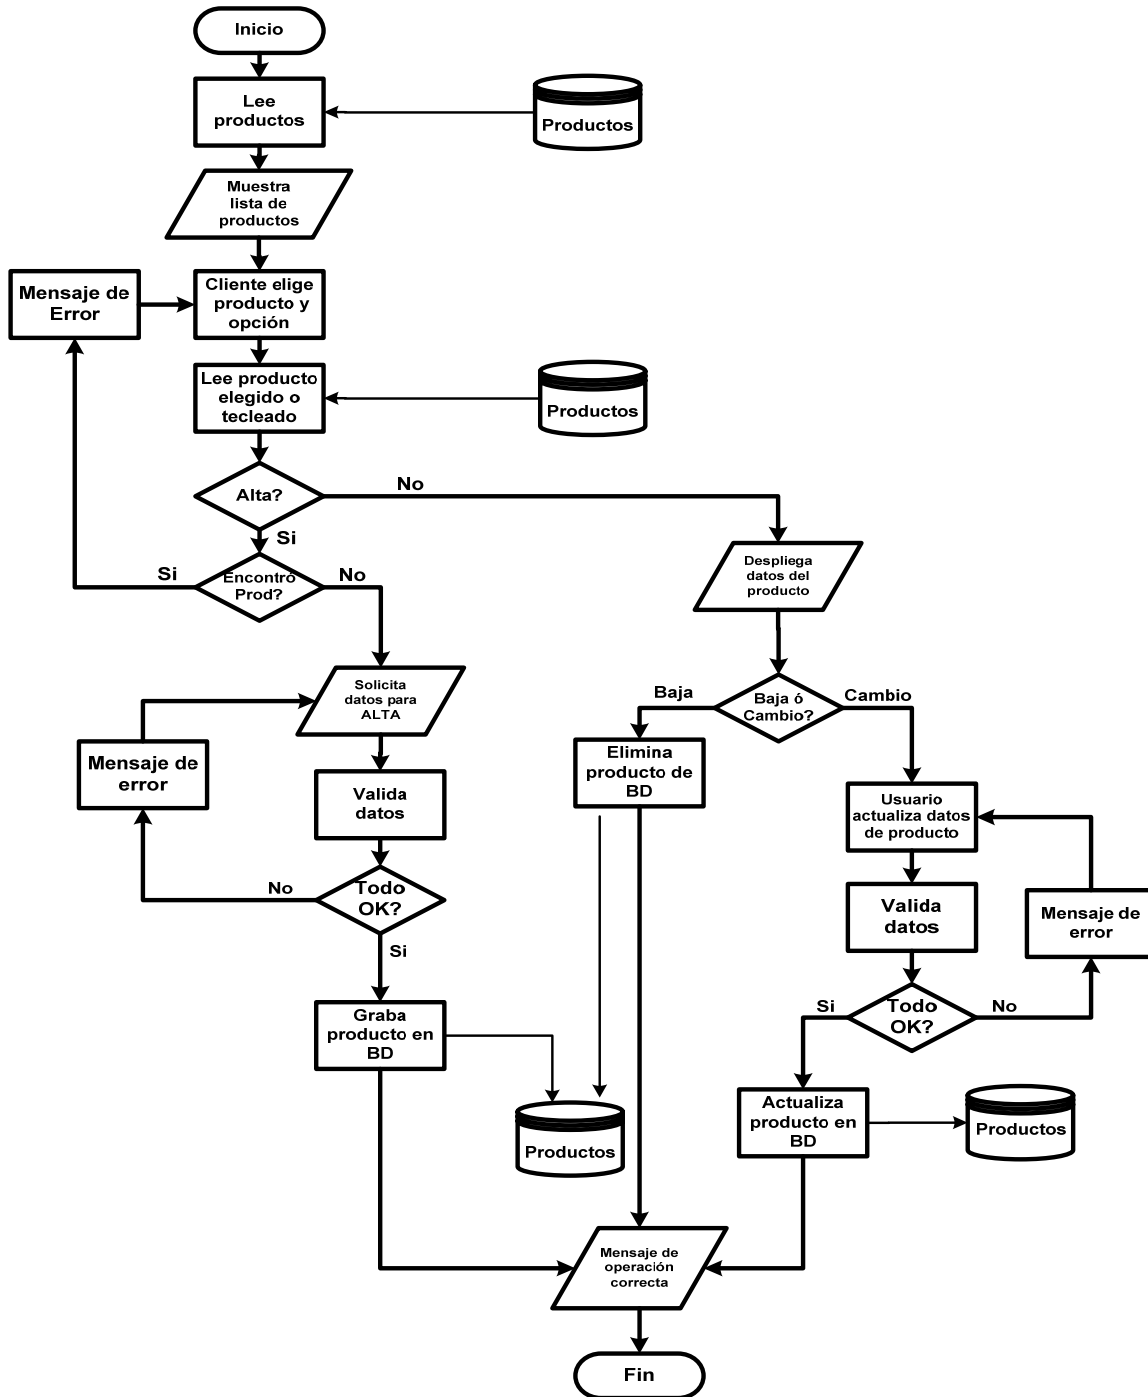 Inicio
Lee
productos
Productos
Muestra
lista de
productos
Mensaje de
Error
Cliente elige
producto y
opción
Lee producto
elegido o
tecleado
Productos
Alta?
No
Si
Si
Encontró
Prod?
No
Despliega
datos del
producto
Solicita
datos para
ALTA
Baja
Baja ó
Cambio?
Cambio
Mensaje de
error
Elimina
producto de
BD
Valida
datos
Usuario
actualiza datos
de producto
No
Todo
OK?
Si
Valida
datos
Mensaje de
error
Si
Todo
OK?
No
Graba
producto en
BD
Productos
Actualiza
producto en
BD
Productos
Mensaje de
operación
correcta
Fin